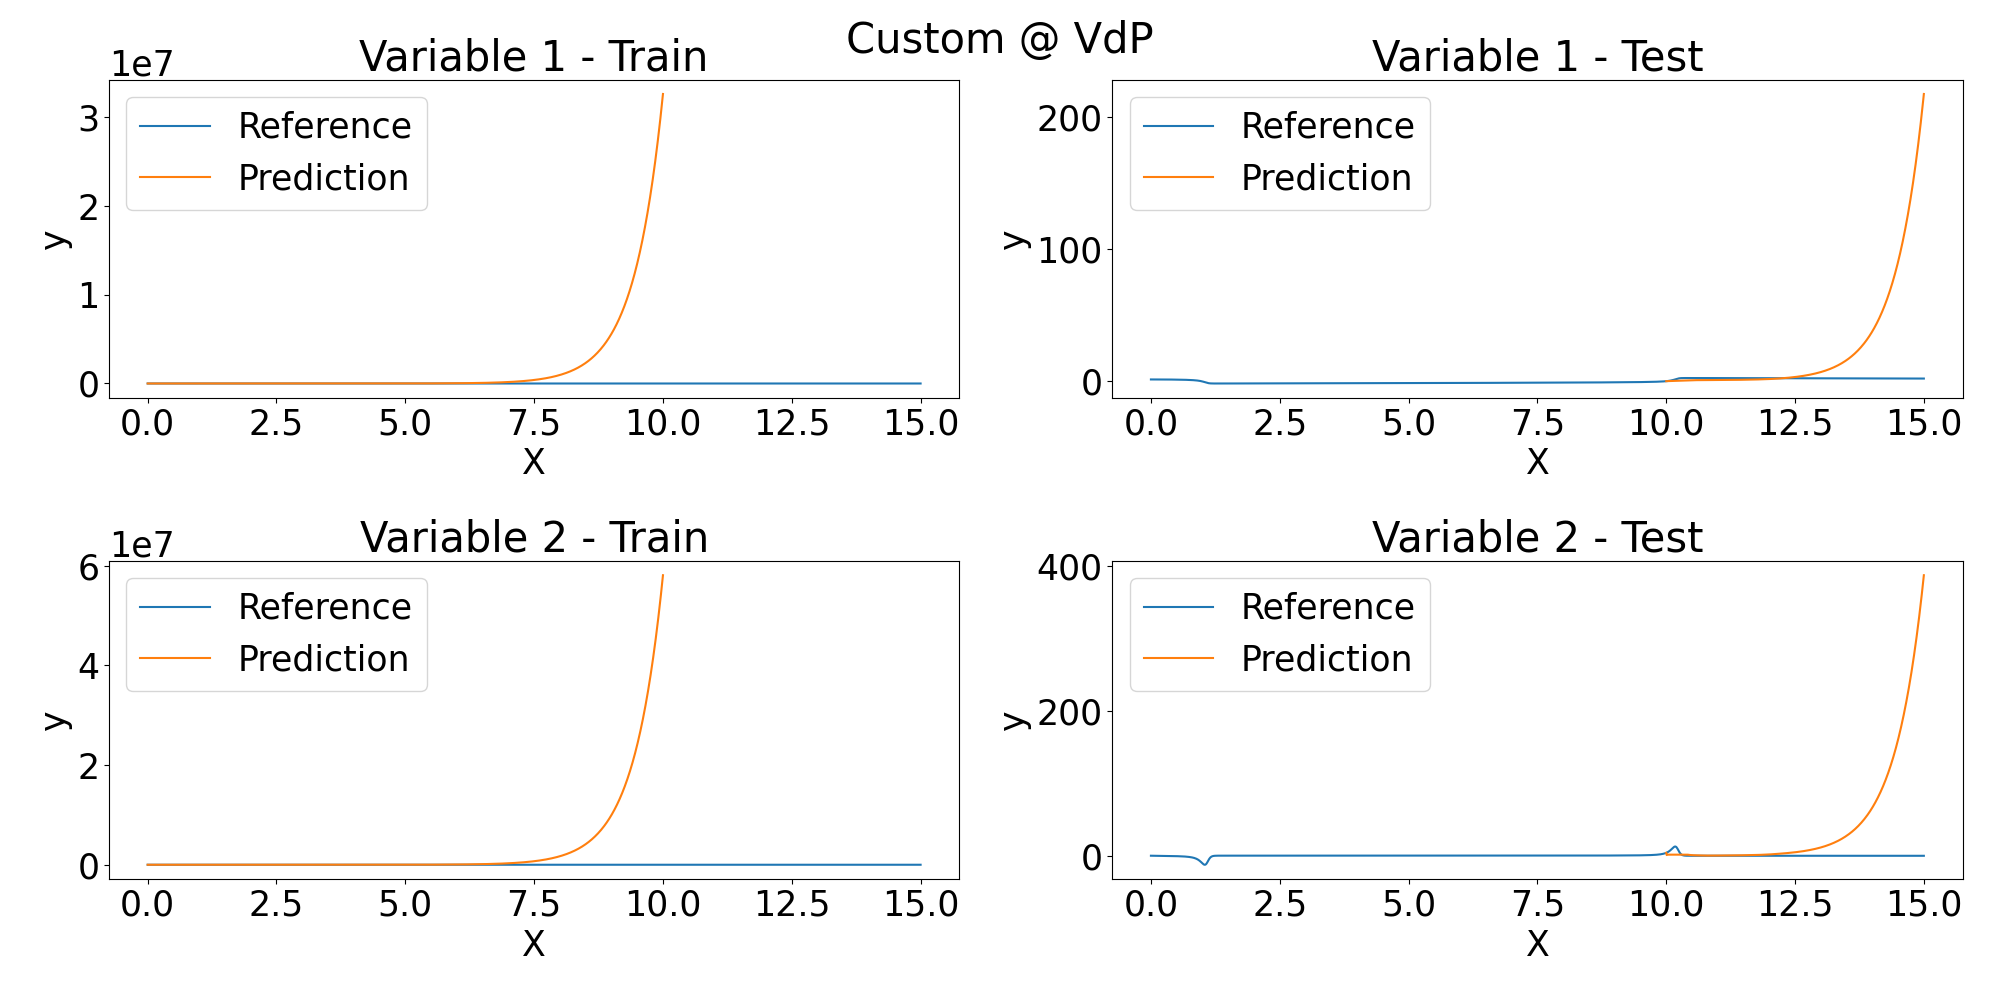 Custom @ VdP
Variable 1 - Train
1e7
3
2
1
0
y
Reference
Prediction
0.0 2.5 5.0 7.5 10.0 12.5 15.0
X
Variable 1 - Test
200
100
0
y
Reference
Prediction
0.0 2.5 5.0 7.5 10.0 12.5 15.0
X
Variable 2 - Train
1e7
6
4
2
0
y
Reference
Prediction
0.0 2.5 5.0 7.5 10.0 12.5 15.0
X
Variable 2 - Test
400
200
0
y
Reference
Prediction
0.0 2.5 5.0 7.5 10.0 12.5 15.0
X